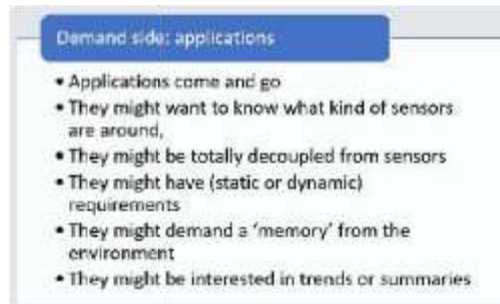 Demand side: applications
• Applications come and go
• They might want to know what kind of sensors
are around,
• They might be totally decoupled from sensors
• They might have (static or dynamic)
requirements
• They might demand a 'memory' from the
environment
• They might be interested in trends or summaries